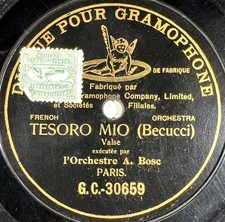 POUR GRAMOPHONE
DE FABRIQUE
Fabriqué par
Gramophone Company, Limited,
et Sociétés Filiales.
FRENCH ORCHESTRA
TESORO MIO (Becucci)
Valse
exécutée par
l'Orchestre A. Bosc
PARIS.
G.C.-30659